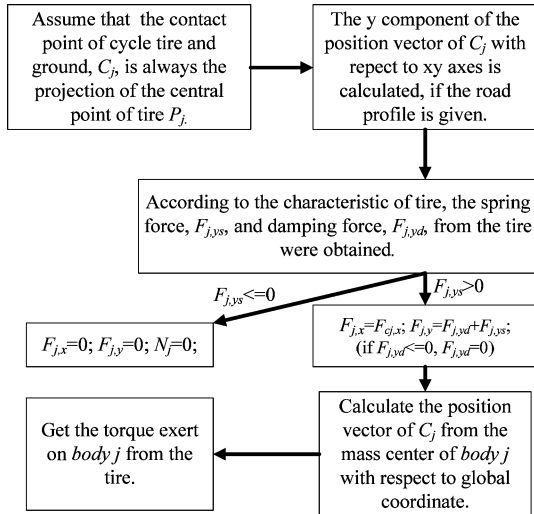 Assume that the contact
point of cycle tire and
ground, Cj, is always the
projection of the central
point of tire Pj.
The y component of the
position vector of Cj with
repect to xy axes is
calculated, if the road
profile is given.
According to the characteristic of tire, the spring
force, Fj,ys, and damping force, Fj,yd, from the tire
were obtained.
Fj,ys<=0
Fj,ys>0
Fj,x=0; Fj,y=0; Nj=0;
Fj,x=Fcj,x; Fj,y=Fj,yd+Fj,ys;
(if Fj,yd<=0, Fj,yd=0)
Calculate the position
vector of Cj from the
mass center of body j
with respect to global
coordinate.
Get the torque exert
on body j from the
tire.